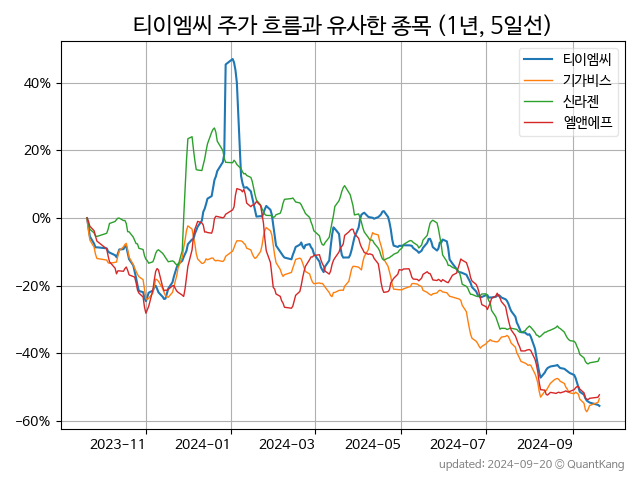 티이엠씨 주가 흐름과 유사한 종목 (1년, 5일선)
티이엠씨
기가비스
신라젠
엘앤에프
40%
20%
0%
−20%
−40%
−60%
2023-11 2024-01 2024-03 2024-05 2024-07 2024-09
updated: 2024-09-20 © QuantKang